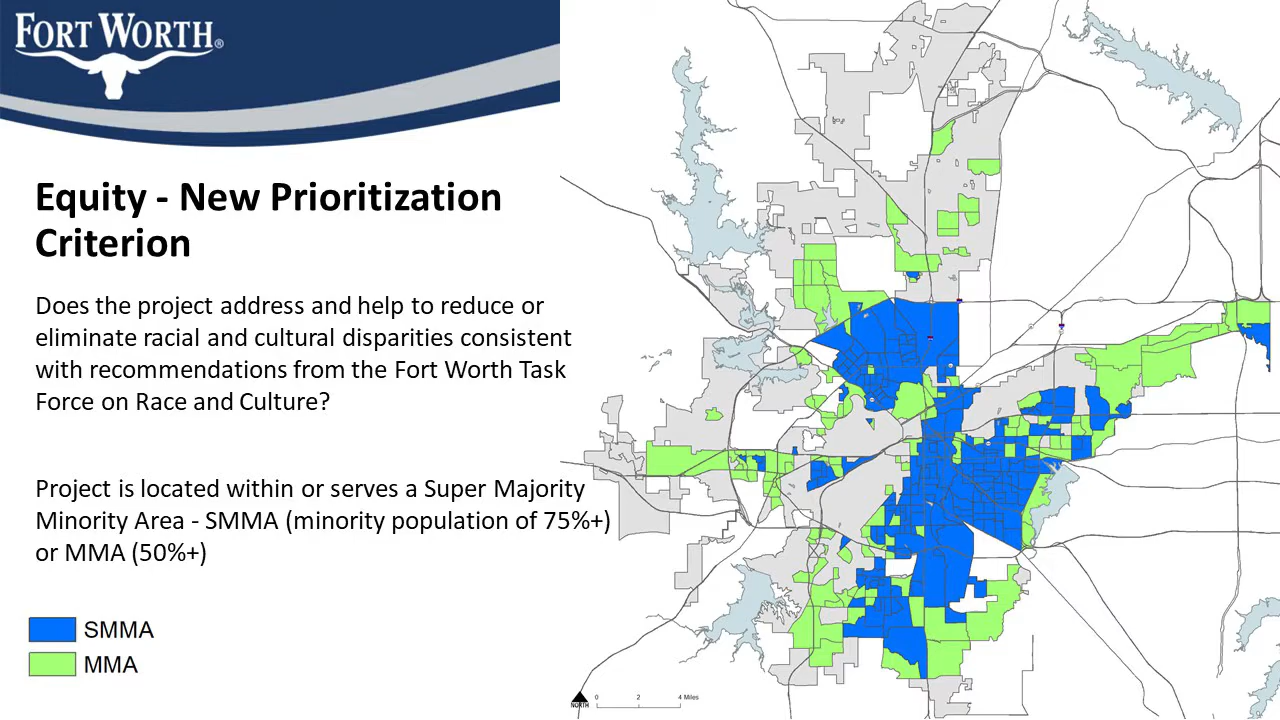 FORT WORTH®
Equity - New Prioritization
Criterion
Does the project address and help to reduce or
eliminate racial and cultural disparities consistent
with recommendations from the Fort Worth Task
Force on Race and Culture?
Project is located within or serves a Super Majority
Minority Area - SMMA (minority population of 75%+)
or MMA (50%+)
SMMA
MMA
NORTH
0 2 4 Miles